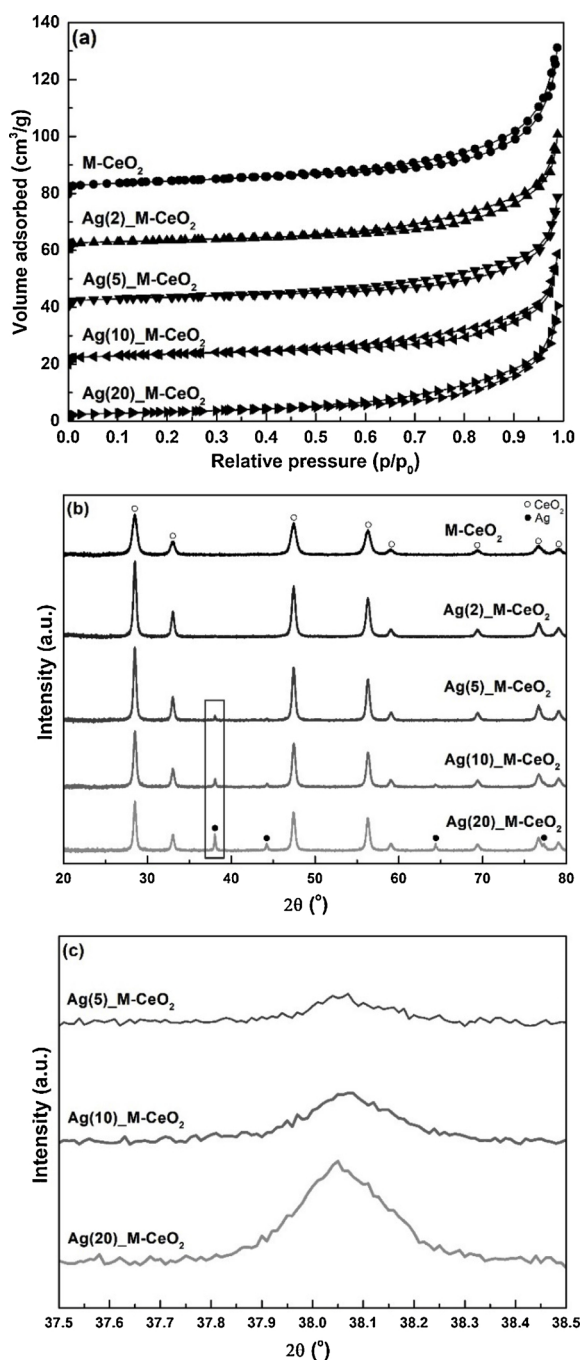 (a)
140
120
100
80
60
40
20
0
Volume adsorbed (cm³/g)
M-CeO₂
Ag(2)_M-CeO₂
Ag(5)_M-CeO₂
Ag(10)_M-CeO₂
Ag(20)_M-CeO₂
0.0 0.1 0.2 0.3 0.4 0.5 0.6 0.7 0.8 0.9 1.0
Relative pressure (p/p₀)
(b)
○ CeO₂
● Ag
M-CeO₂
Ag(2)_M-CeO₂
Ag(5)_M-CeO₂
Ag(10)_M-CeO₂
Ag(20)_M-CeO₂
Intensity (a.u.)
20 30 40 50 60 70 80
2θ (°)
(c)
Ag(5)_M-CeO₂
Ag(10)_M-CeO₂
Ag(20)_M-CeO₂
Intensity (a.u.)
37.5 37.6 37.7 37.8 37.9 38.0 38.1 38.2 38.3 38.4 38.5
2θ (°)